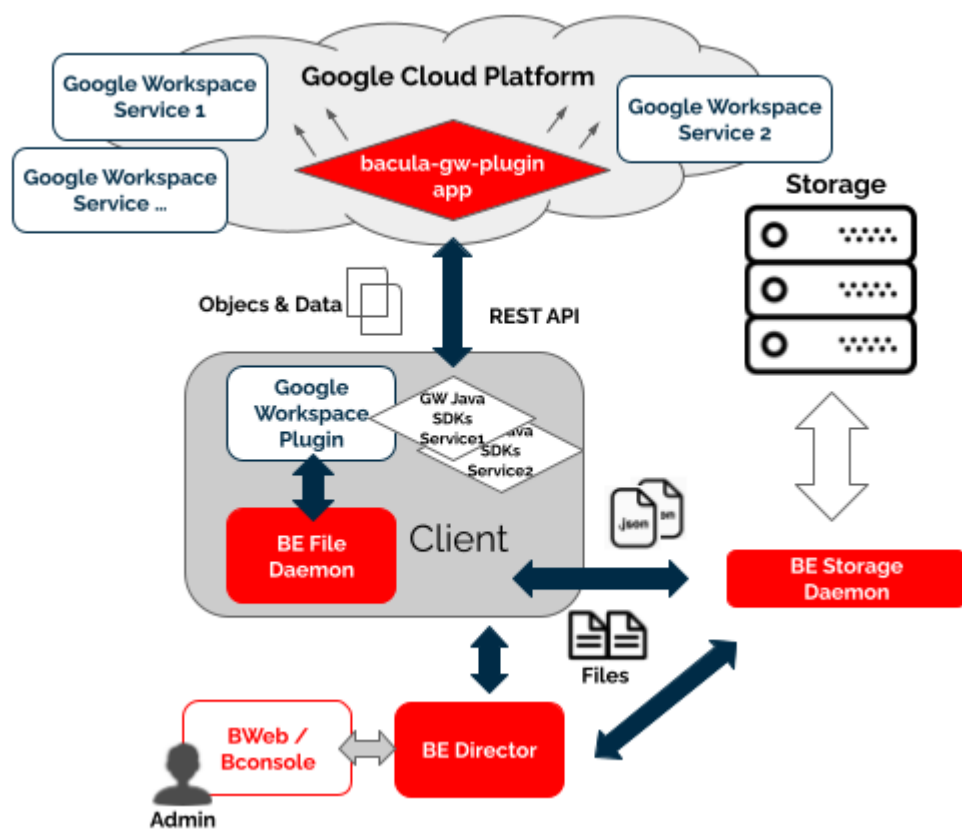 Google Cloud Platform
Google Workspace
Service 1
Google Workspace
Service 2
bacula-gw-plugin
app
Google Workspace
Service ...
Storage
Objecs & Data
REST API
Google
Workspace
Plugin
GW Java
SDKs
Service1
SDKs
Service2
BE File
Daemon
Client
.json
BE Storage
Daemon
Files
BWeb /
Bconsole
BE Director
Admin